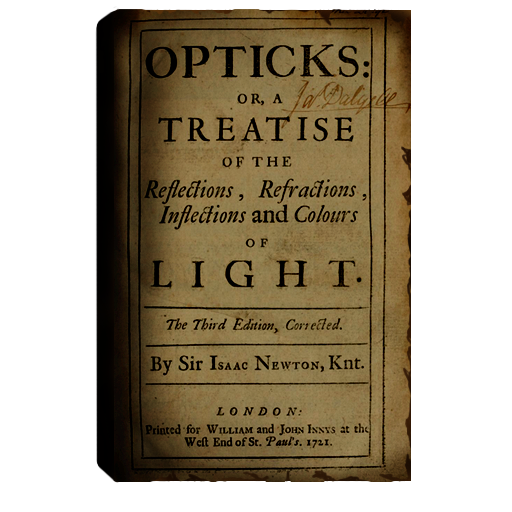 OPTICKS:
OR, A
TREATISE
OF THE
Reflections, Refractions,
Inflections and Colours
OF
LIGHT.
The Third Edition, Corrected.
By Sir ISAAC NEWTON, Knt.
LONDON:
Printed for WILLIAM and JOHN INNYS at the
West End of St. Paul's. 1721.